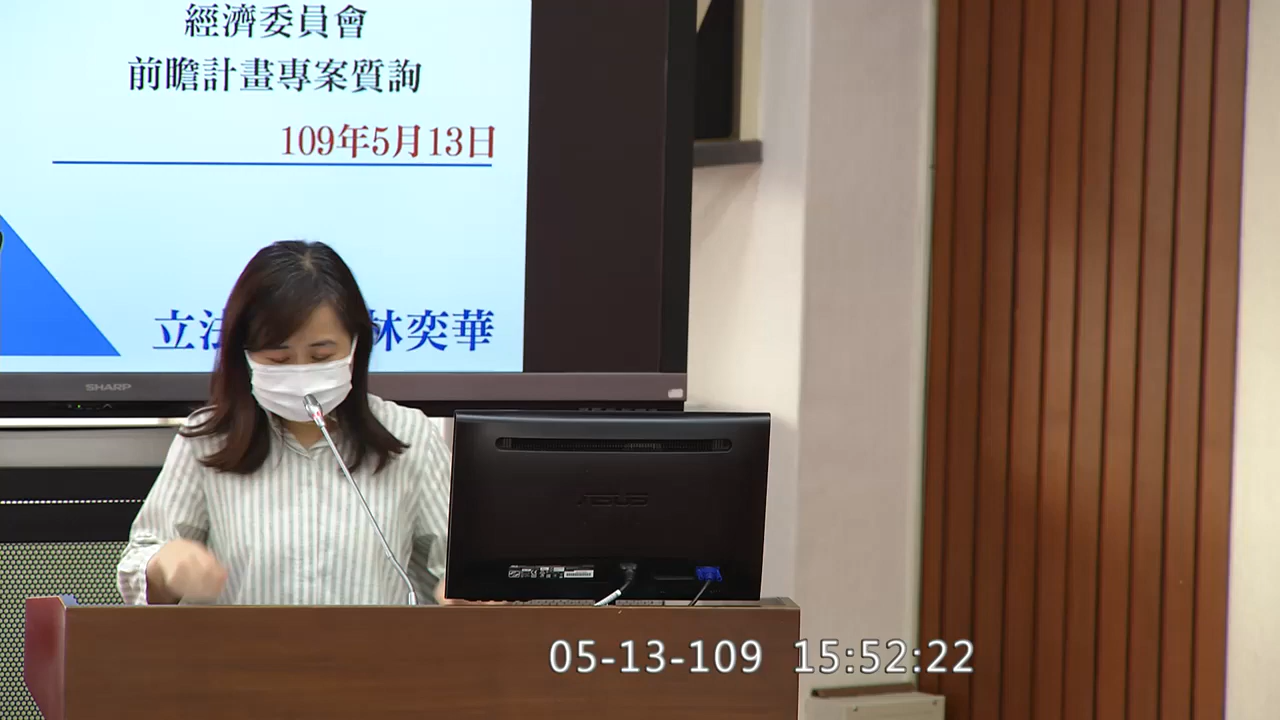 經濟委員會
前瞻計畫專案質詢
109年5月13日
立法 林奕華
SHARP
ASUS
05-13-109 15:52:22